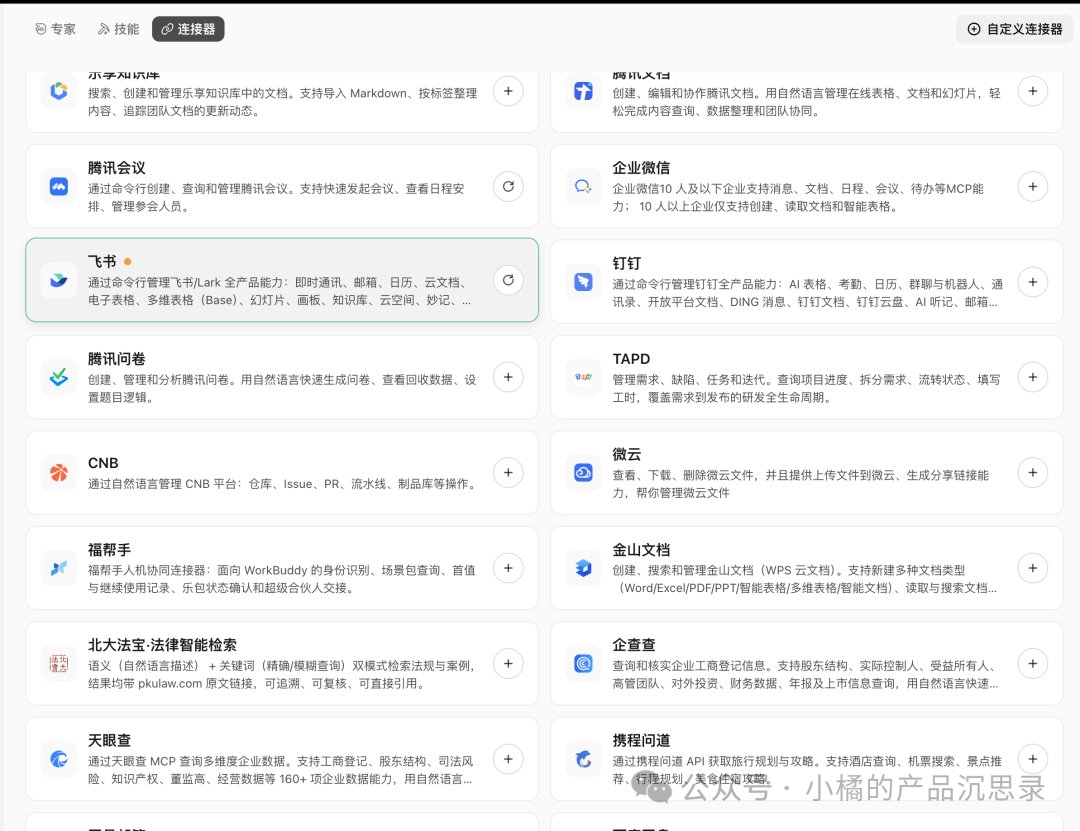 专家
技能
连接器
自定义连接器
乐享知识库
搜索、创建和管理乐享知识库中的文档。支持导入 Markdown、按标签整理
内容、追踪团队文档的更新动态。
腾讯文档
创建、编辑和协作腾讯文档。用自然语言管理在线表格、文档和幻灯片，轻
松完成内容查询、数据整理和团队协同。
腾讯会议
通过命令行创建、查询和管理腾讯会议。支持快速发起会议、查看日程安
排、管理参会人员。
企业微信
企业微信10 人及以下企业支持消息、文档、日程、会议、待办等MCP能
力； 10 人以上企业仅支持创建、读取文档和智能表格。
飞书
通过命令行管理飞书/Lark 全产品能力：即时通讯、邮箱、日历、云文档、
电子表格、多维表格（Base）、幻灯片、画板、知识库、云空间、妙记、...
钉钉
通过命令行管理钉钉全产品能力：AI 表格、考勤、日历、群聊与机器人、通
讯录、开放平台文档、DING 消息、钉钉文档、钉钉云盘、AI 听记、邮箱...
腾讯问卷
创建、管理和分析腾讯问卷。用自然语言快速生成问卷、查看回收数据、设
置题目逻辑。
TAPD
管理需求、缺陷、任务和迭代。查询项目进度、拆分需求、流转状态、填写
工时，覆盖需求到发布的研发全生命周期。
CNB
通过自然语言管理 CNB 平台：仓库、Issue、PR、流水线、制品库等操作。
微云
查看、下载、删除微云文件，并且提供上传文件到微云、生成分享链接能
力，帮你管理微云文件
福帮手
福帮手人机协同连接器：面向 WorkBuddy 的身份识别、场景包查询、首值
与继续使用记录、乐包状态确认和超级合伙人交接。
金山文档
创建、搜索和管理金山文档（WPS 云文档）。支持新建多种文档类型
（Word/Excel/PDF/PPT/智能表格/多维表格/智能文档）、读取与搜索文档...
北大法宝·法律智能检索
语义（自然语言描述） + 关键词（精确/模糊查询）双模式检索法规与案例，
结果均带 pkulaw.com 原文链接，可追溯、可复核、可直接引用。
企查查
查询和核实企业工商登记信息。支持股东结构、实际控制人、受益所有人、
高管团队、对外投资、财务数据、年报及上市信息查询，用自然语言快速...
天眼查
通过天眼查 MCP 查询多维度企业数据。支持工商登记、股东结构、司法风
险、知识产权、董监高、经营数据等 160+ 项企业数据能力，用自然语言...
携程问道
通过携程问道 API 获取旅行规划与攻略。支持酒店查询、机票搜索、景点推
荐、行程规划、美食住宿攻略。
公众号 · 小橘的产品沉思录